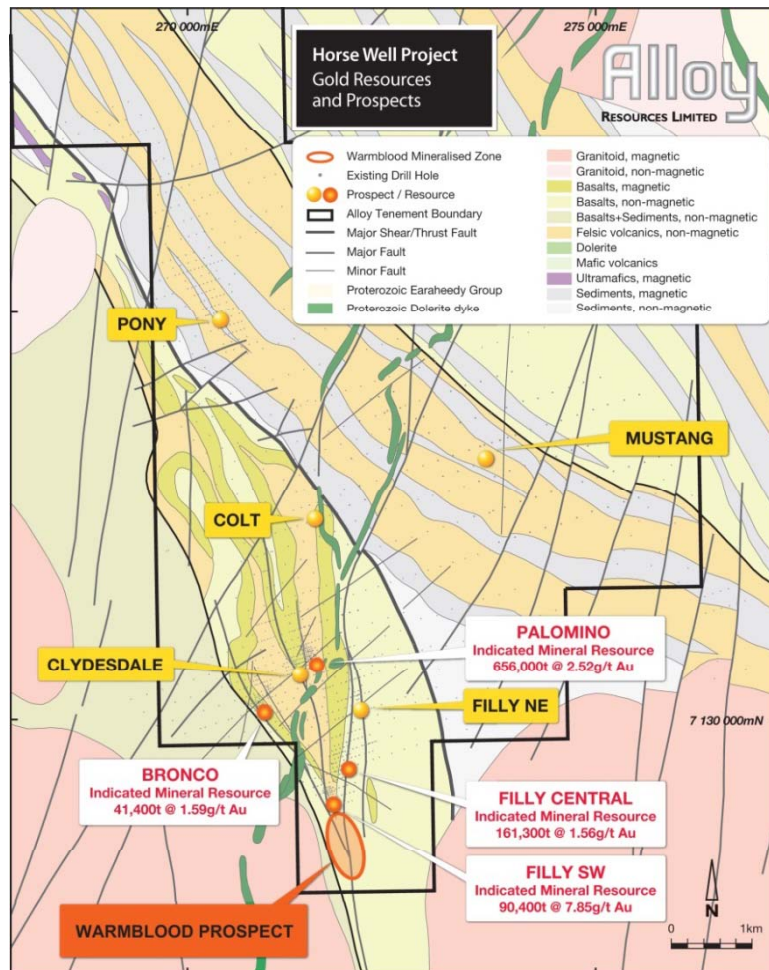 270 000mE
275 000mE
Horse Well Project
Gold Resources
and Prospects
Alloy
RESOURCES LIMITED
Warmblood Mineralised Zone
Existing Drill Hole
Prospect / Resource
Alloy Tenement Boundary
Major Shear/Thrust Fault
Major Fault
Minor Fault
Proterozoic Earaheedy Group
Proterozoic Dolerite dyke
Granitoid, magnetic
Granitoid, non-magnetic
Basalts, magnetic
Basalts, non-magnetic
Basalts+Sediments, non-magnetic
Felsic volcanics, non-magnetic
Dolerite
Mafic volcanics
Ultramafics, magnetic
Sediments, magnetic
Sediments, non-magnetic
PONY
MUSTANG
COLT
CLYDESDALE
PALOMINO
Indicated Mineral Resource
656,000t @ 2.52g/t Au
FILLY NE
7 130 000mN
BRONCO
Indicated Mineral Resource
41,400t @ 1.59g/t Au
FILLY CENTRAL
Indicated Mineral Resource
161,300t @ 1.56g/t Au
FILLY SW
Indicated Mineral Resource
90,400t @ 7.85g/t Au
WARMBLOOD PROSPECT
N
0 1km